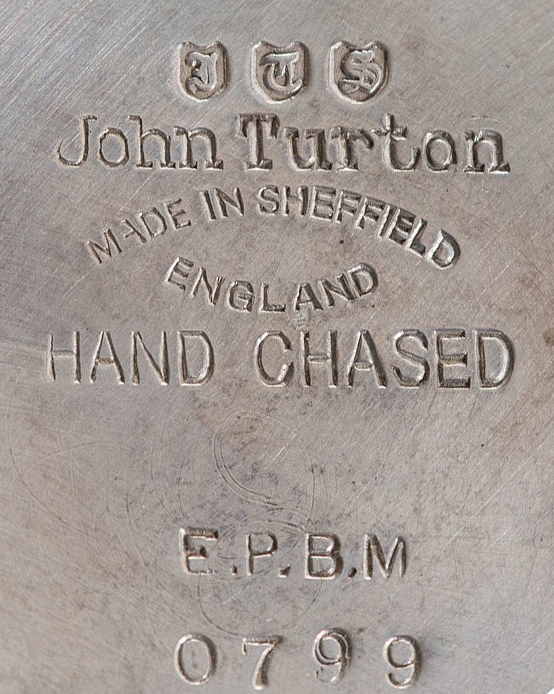 J T S
John Turton
MADE IN SHEFFIELD
ENGLAND
HAND CHASED
E.P.B.M
0799